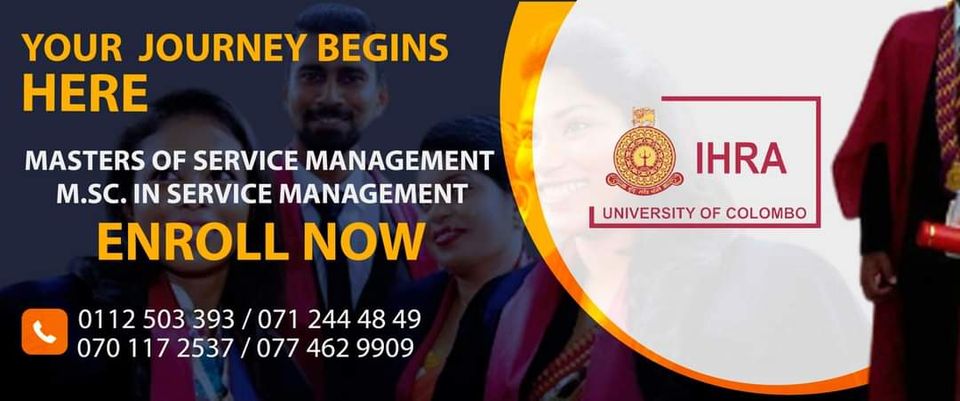 YOUR JOURNEY BEGINS
HERE
MASTERS OF SERVICE MANAGEMENT
M.SC. IN SERVICE MANAGEMENT
ENROLL NOW
0112 503 393 / 071 244 48 49
070 117 2537 / 077 462 9909
IHRA
UNIVERSITY OF COLOMBO